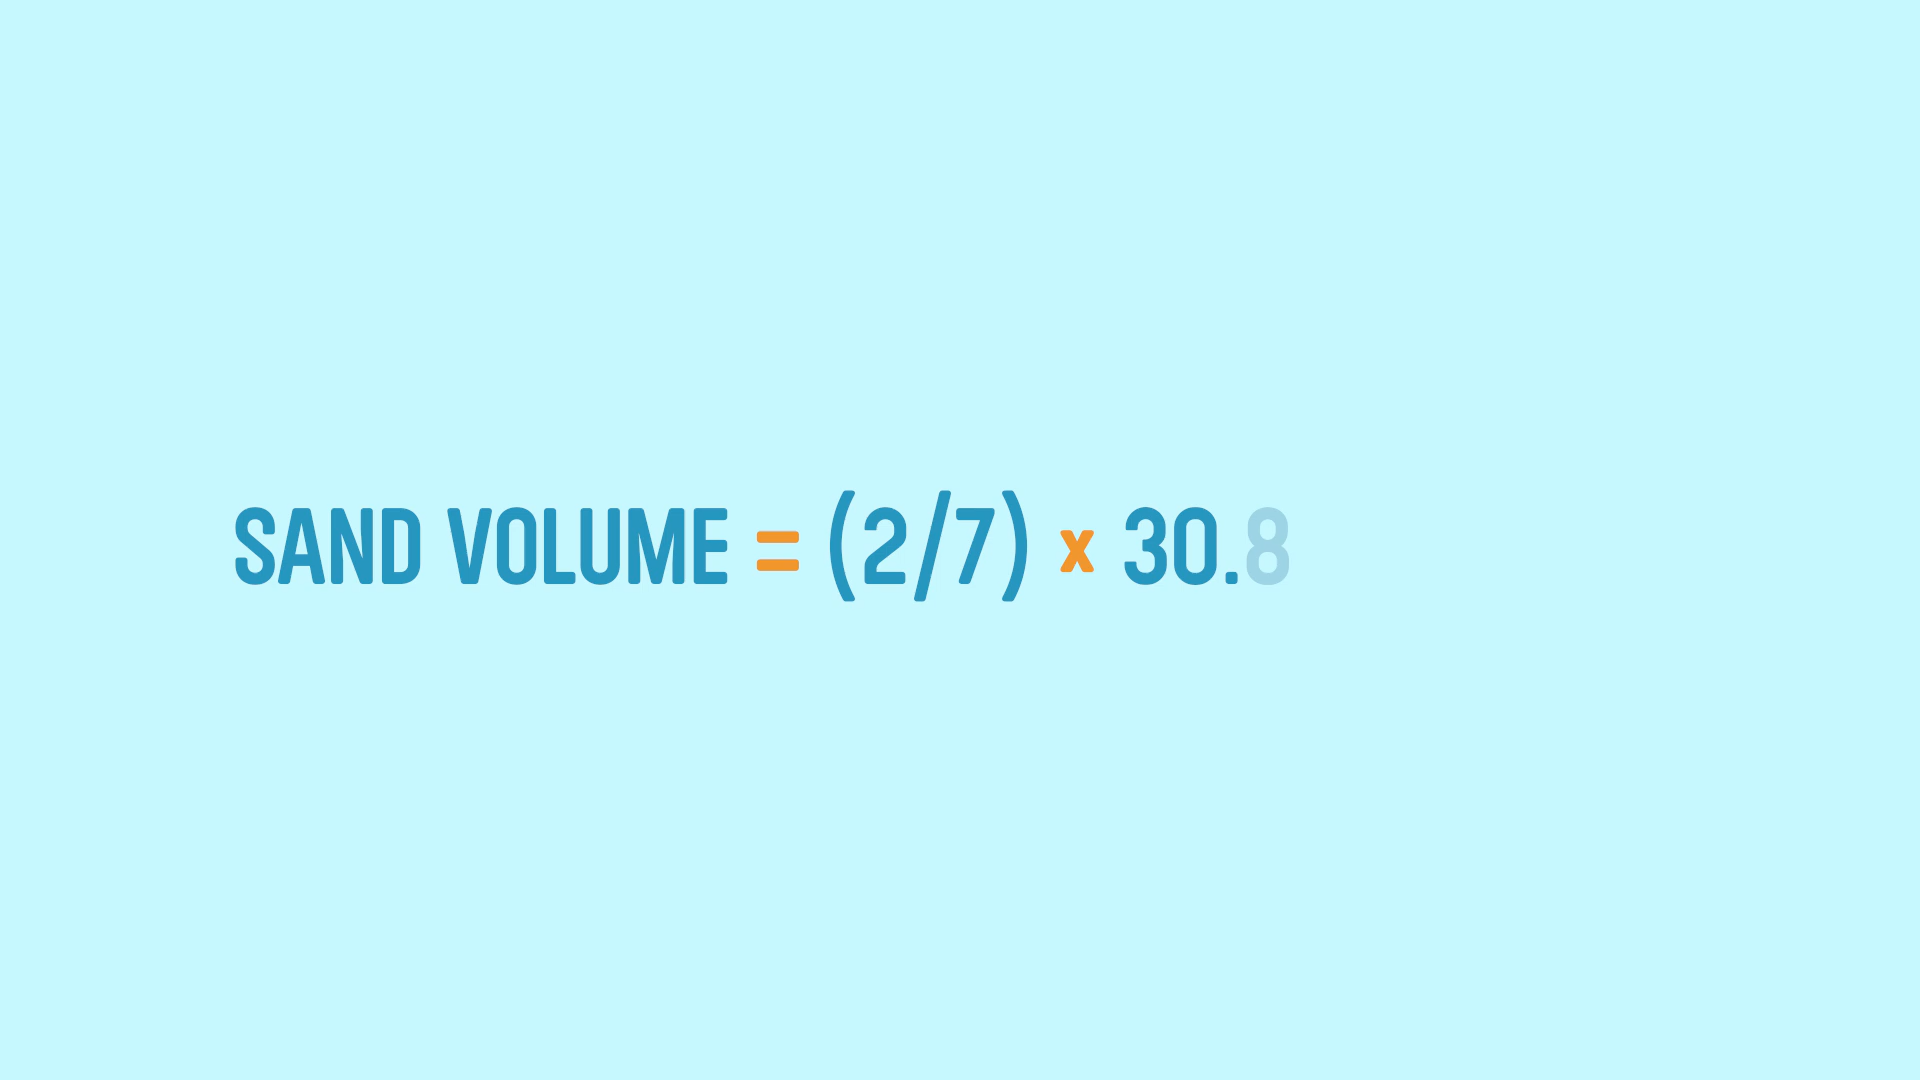 SAND VOLUME = (2/7) x 30.8